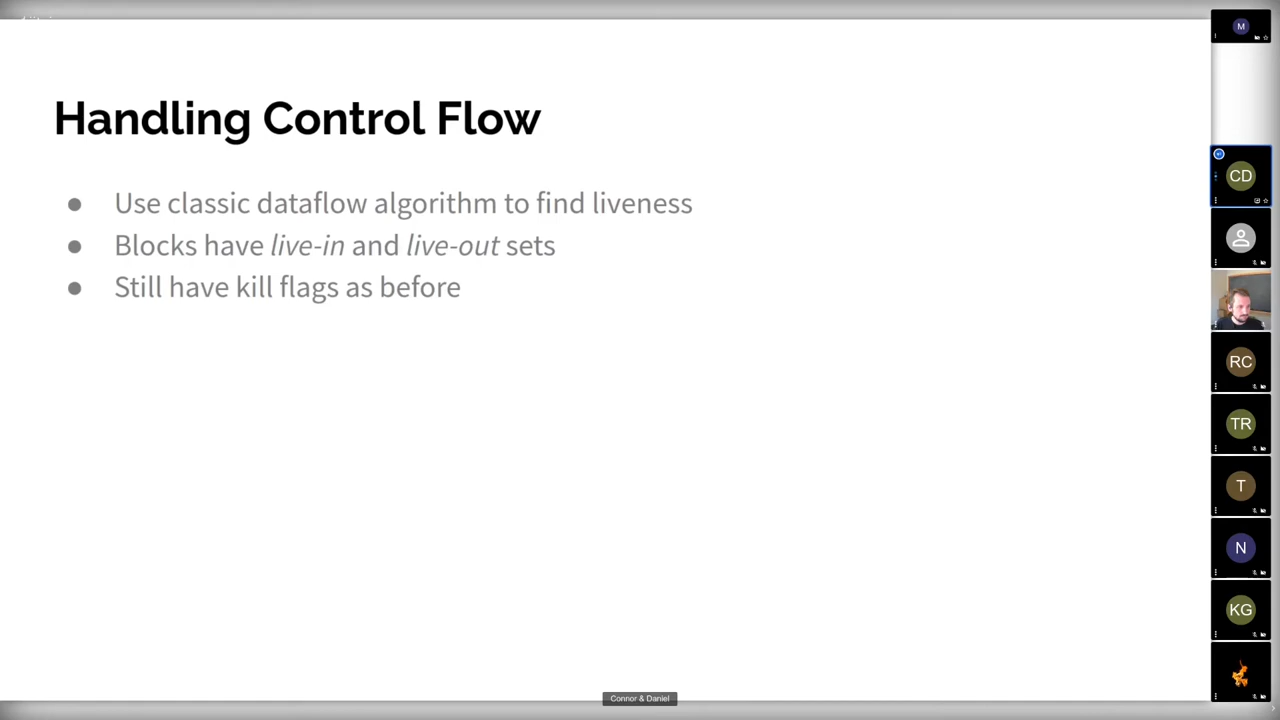 Handling Control Flow
● Use classic dataflow algorithm to find liveness
● Blocks have live-in and live-out sets
● Still have kill flags as before
M
CD
RC
TR
T
N
KG
Connor & Daniel